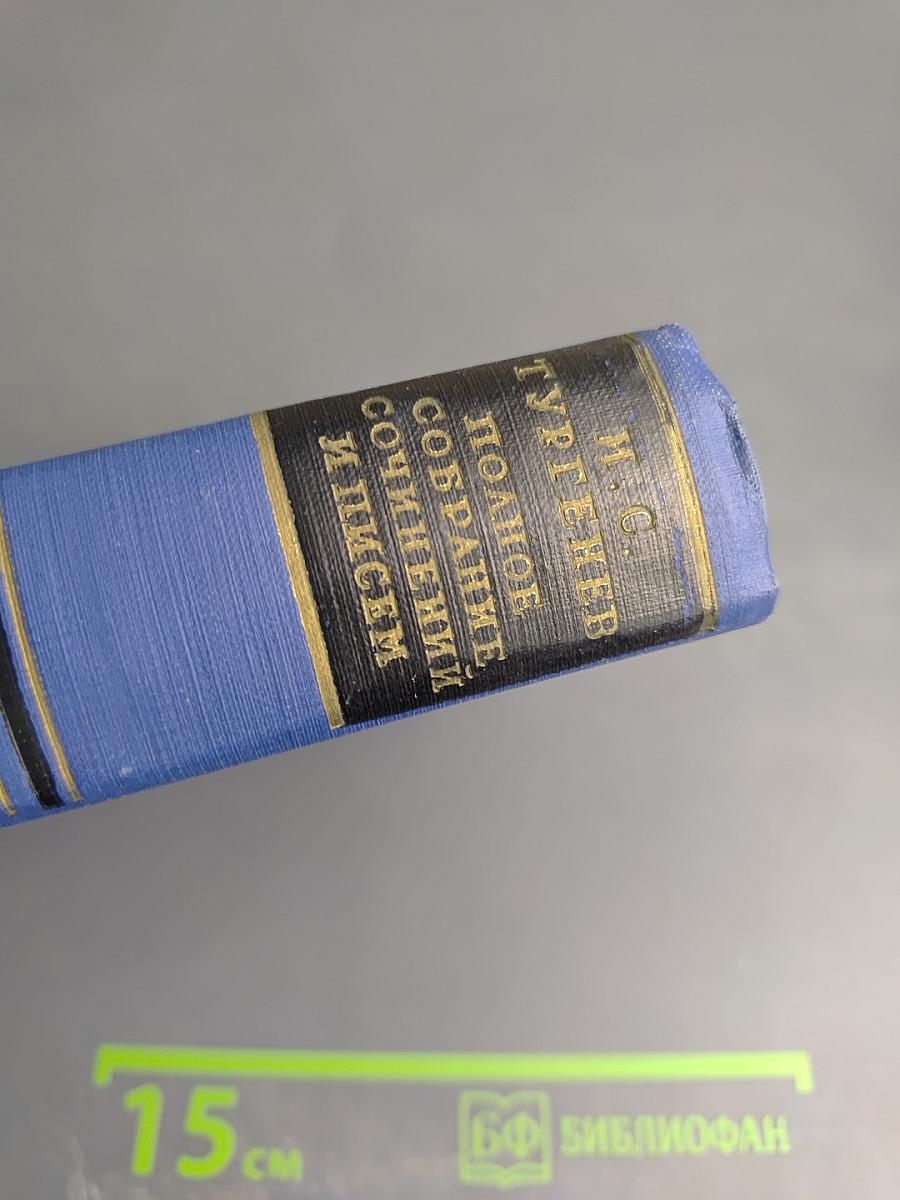 И. С.
ТУРГЕНЕВ
ПОЛНОЕ
СОБРАНИЕ
СОЧИНЕНИЙ
И ПИСЕМ
15 см
БФ БИБЛИОФАН